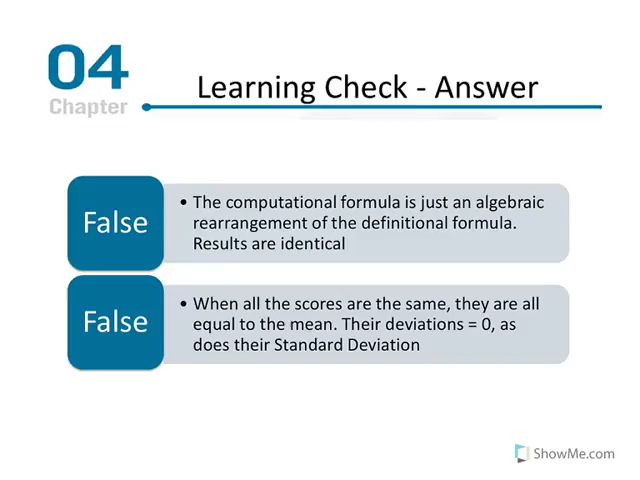 04
Chapter
Learning Check - Answer
False
• The computational formula is just an algebraic
rearrangement of the definitional formula.
Results are identical
False
• When all the scores are the same, they are all
equal to the mean. Their deviations = 0, as
does their Standard Deviation
ShowMe.com